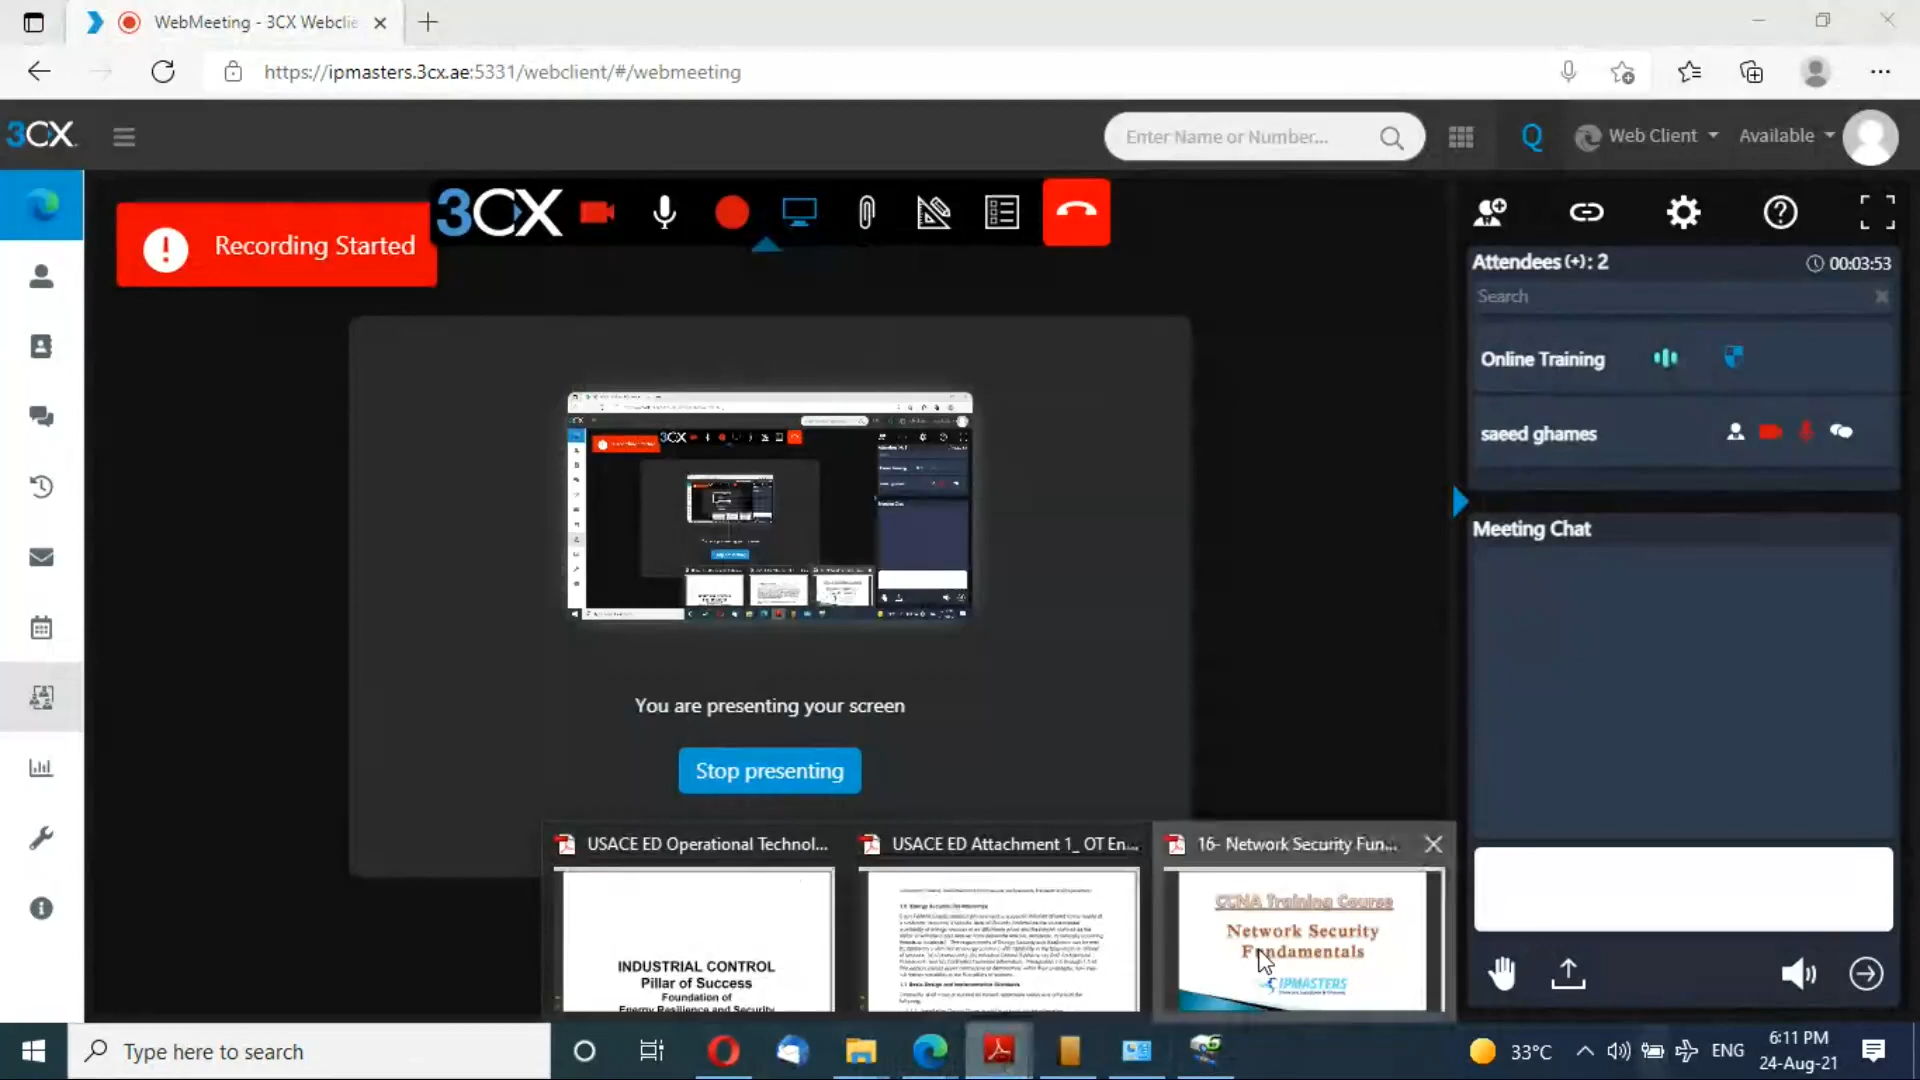 WebMeeting - 3CX Webclie
https://ipmasters.3cx.ae:5331/webclient/#/webmeeting
3CX
Enter Name or Number...
Web Client
Available
Recording Started
3CX
Attendees (+): 2
00:03:53
Search
Online Training
saeed ghames
Meeting Chat
You are presenting your screen
Stop presenting
USACE ED Operational Technol...
USACE ED Attachment 1_ OT En...
16- Network Security Fun...
INDUSTRIAL CONTROL
Pillar of Success
Foundation of
Energy Resilience and Security
CCNA Training Course
Network Security
Fundamentals
IPMASTERS
Type here to search
33°C
ENG
6:11 PM
24-Aug-21